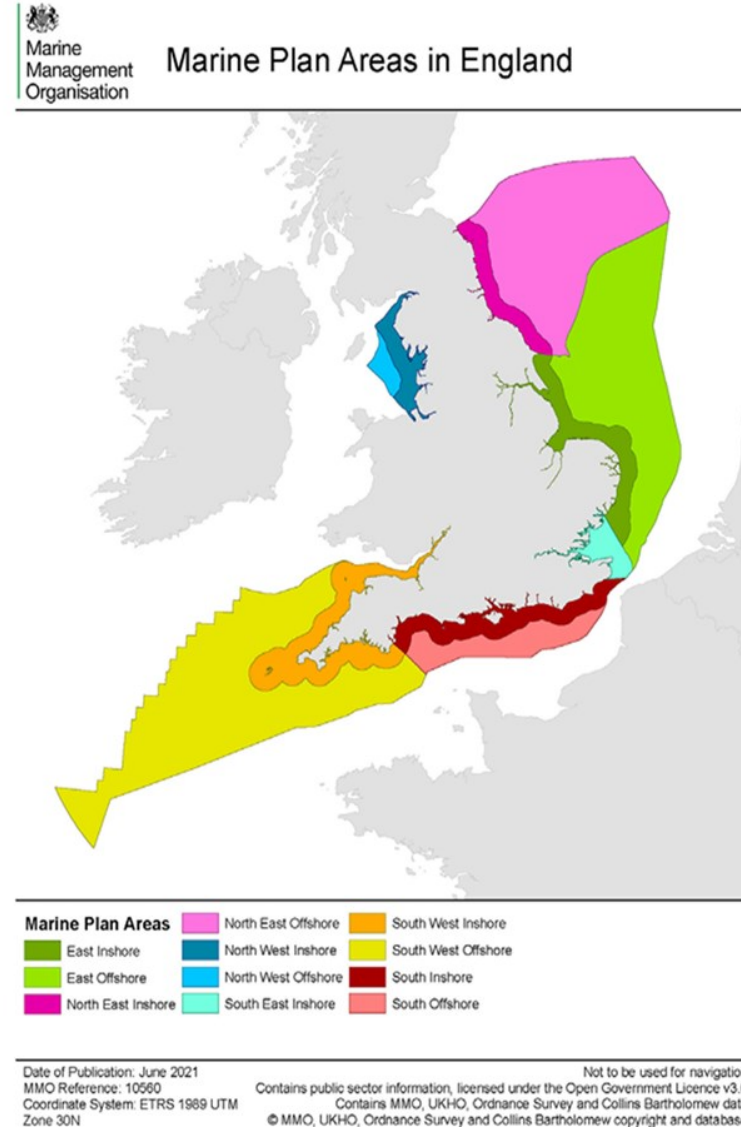 Marine
Management
Organisation
Marine Plan Areas in England
Marine Plan Areas
East Inshore
East Offshore
North East Inshore
North East Offshore
North West Inshore
North West Offshore
South East Inshore
South West Inshore
South West Offshore
South Inshore
South Offshore
Date of Publication: June 2021
MMO Reference: 10560
Coordinate System: ETRS 1989 UTM
Zone 30N
Not to be used for navigatio
Contains public sector information, licensed under the Open Government Licence v3.
Contains MMO, UKHO, Ordnance Survey and Collins Bartholomew dat
© MMO, UKHO, Ordnance Survey and Collins Bartholomew copyright and databas